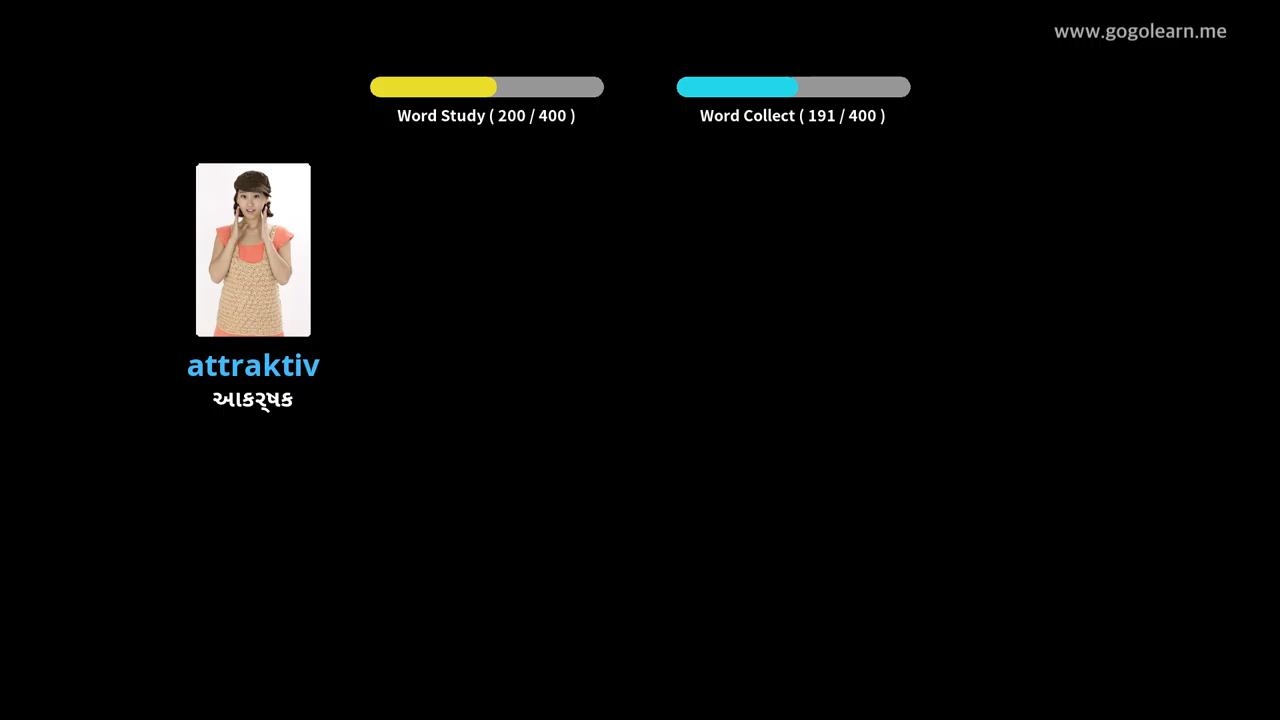 www.gogolearn.me
Word Study ( 200 / 400 )
Word Collect ( 191 / 400 )
attraktiv
આકર્ષક